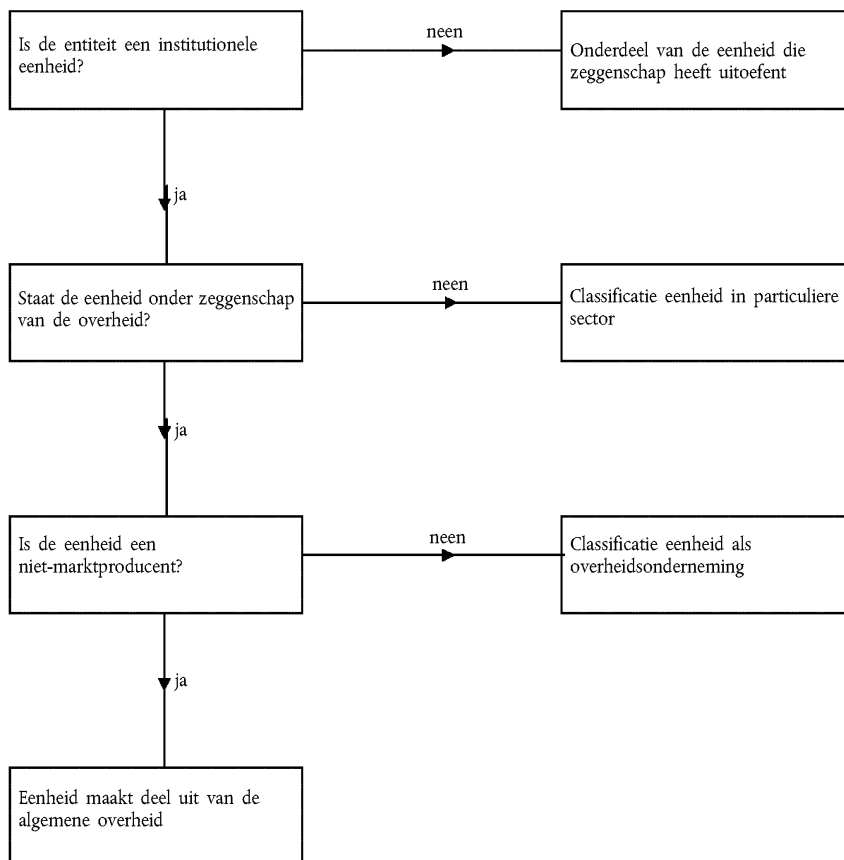 Is de entiteit een institutionele
eenheid?
neen
Onderdeel van de eenheid die
zeggenschap heeft uitoefent
ja
Staat de eenheid onder zeggenschap
van de overheid?
neen
Classificatie eenheid in particuliere
sector
ja
Is de eenheid een
niet-marktproducent?
neen
Classificatie eenheid als
overheidsonderneming
ja
Eenheid maakt deel uit van de
algemene overheid